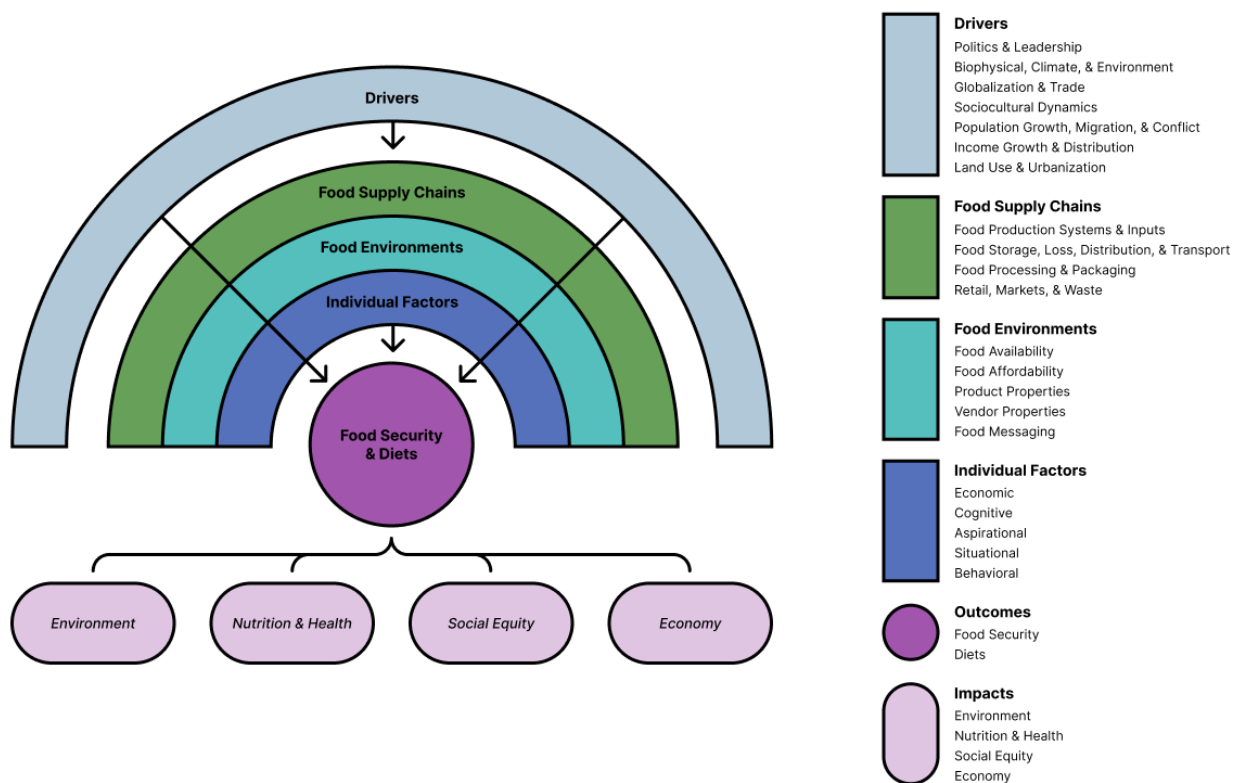 Drivers
Food Supply Chains
Food Environments
Individual Factors
Food Security
& Diets
Environment
Nutrition & Health
Social Equity
Economy
Drivers
Politics & Leadership
Biophysical, Climate, & Environment
Globalization & Trade
Sociocultural Dynamics
Population Growth, Migration, & Conflict
Income Growth & Distribution
Land Use & Urbanization
Food Supply Chains
Food Production Systems & Inputs
Food Storage, Loss, Distribution, & Transport
Food Processing & Packaging
Retail, Markets, & Waste
Food Environments
Food Availability
Food Affordability
Product Properties
Vendor Properties
Food Messaging
Individual Factors
Economic
Cognitive
Aspirational
Situational
Behavioral
Outcomes
Food Security
Diets
Impacts
Environment
Nutrition & Health
Social Equity
Economy